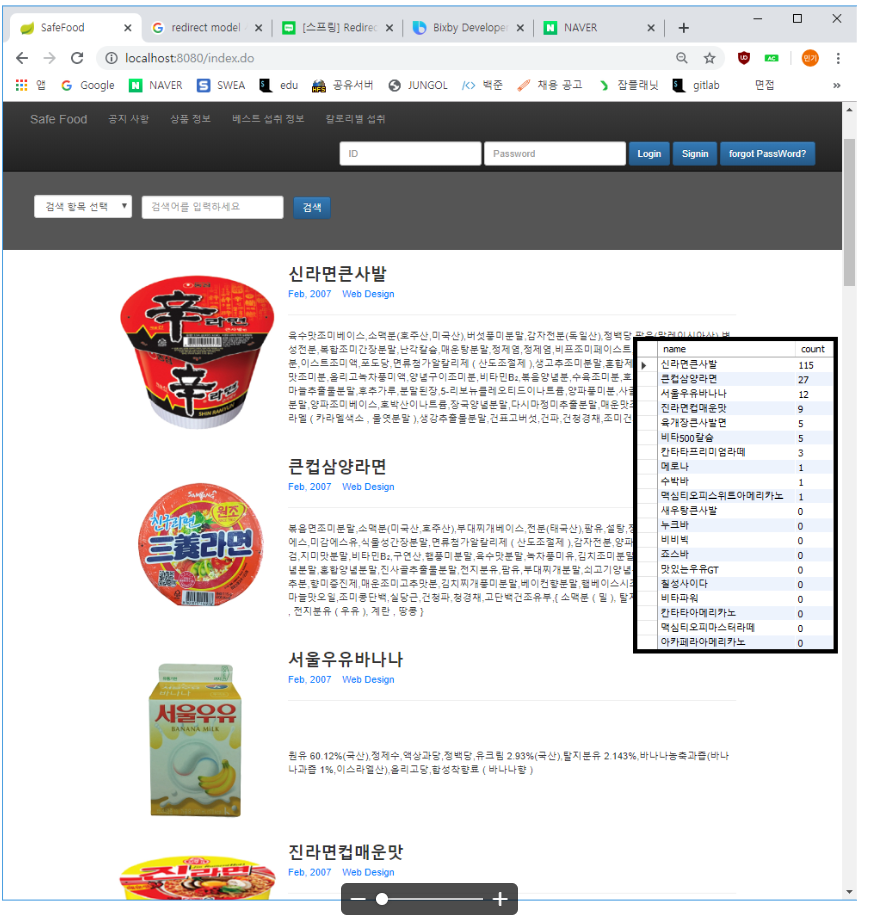 SafeFood
redirect model
[스프링] Redirec
Bixby Developer
NAVER
localhost:8080/index.do
앱 Google NAVER SWEA edu 공유서버 JUNGOL 백준 채용 공고 잡플래닛 gitlab 면접 »
Safe Food 공지 사항 상품 정보 베스트 섭취 정보 칼로리별 섭취
ID Password Login Signin forgot PassWord?
검색 항목 선택 검색어를 입력하세요 검색
신라면큰사발
Feb, 2007 Web Design
육수맛조미베이스,소맥분(호주산,미국산),버섯풍미분말,감자전분(독일산),정백당,팜유(말레이시아산),변
성전분,복합조미간장분말,난각칼슘,매운탕분말,정제염,정제염,비프조미페이스트
분,이스트조미액,포도당,면류첨가알칼리제 ( 산도조절제 ),생고추조미분말,혼합제
맛조미분,올리고녹차풍미액,양념구이조미분,비타민B₂,볶음양념분,수육조미분,호
마늘추출물분말,후추가루,분말된장,5-리보뉴클레오티드이나트륨,양파풍미분,사골
분말,양파조미베이스,호박산이나트륨,장국양념분말,다시마정미추출물분말,매운맛조
라멜 ( 카라멜색소 , 물엿분말 ),생강추출물분말,건표고버섯,건파,건청경채,조미건
큰컵삼양라면
Feb, 2007 Web Design
볶음면조미분말,소맥분(미국산,호주산),부대찌개베이스,전분(태국산),팜유,설탕,정
에스,미감에스유,식물성간장분말,면류첨가알칼리제 ( 산도조절제 ),감자전분,양파
검,지미맛분말,비타민B₂,구연산,햄풍미분말,육수맛분말,녹차풍미유,김치조미분말
념분말,혼합양념분말,진사골추출물분말,전지분유,팜유,부대찌개분말,쇠고기양념
추분,향미증진제,매운조미고추맛분,김치찌개풍미분말,베이컨향분말,햄베이스시즈
마늘맛오일,조미콩단백,실당근,건청파,청경채,고단백건조유부,{ 소맥분 ( 밀 ), 탈지
, 전지분유 ( 우유 ), 계란 , 땅콩 }
서울우유바나나
Feb, 2007 Web Design
원유 60.12%(국산),정제수,액상과당,정백당,유크림 2.93%(국산),탈지분유 2.143%,바나나농축과즙(바나
나과즙 1%,이스라엘산),올리고당,합성착향료 ( 바나나향 )
진라면컵매운맛
Feb, 2007 Web Design
name count
신라면큰사발 115
큰컵삼양라면 27
서울우유바나나 12
진라면컵매운맛 9
육개장큰사발면 5
비타500칼슘 5
칸타타프리미엄라떼 3
메로나 1
수박바 1
맥심티오피스위트아메리카노 1
새우탕큰사발 0
누크바 0
비비빅 0
죠스바 0
맛있는우유GT 0
칠성사이다 0
비타파워 0
칸타타아메리카노 0
맥심티오피마스터라떼 0
아카페라아메리카노 0
辛라면
SHIN RAMYUN
SAMYANG
원조
三養라면
바나나
서울우유
BANANA MILK
진라면